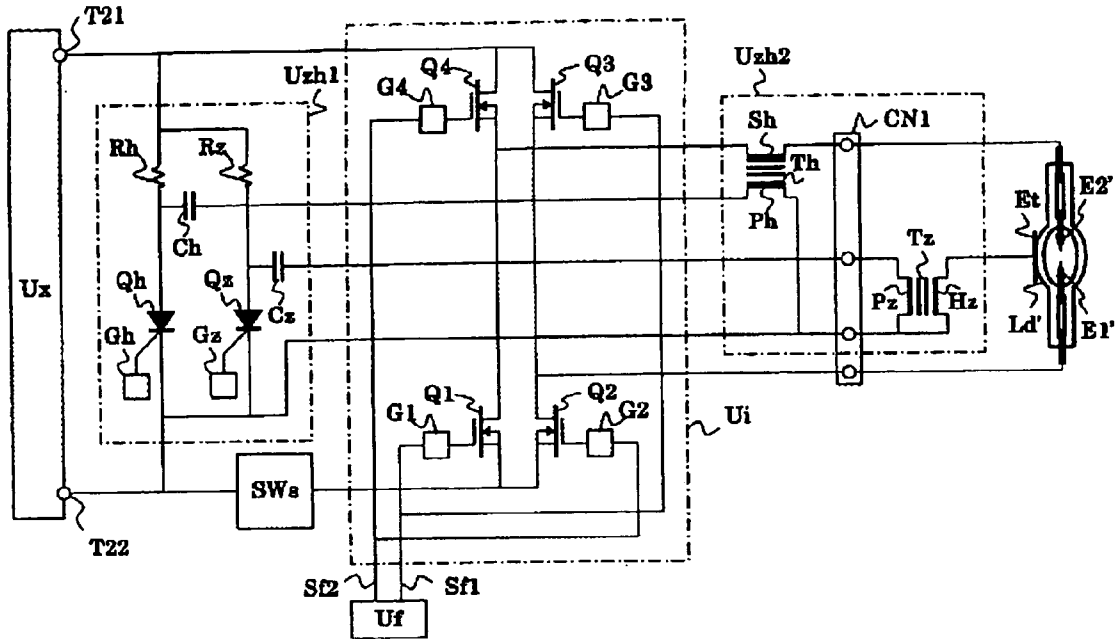 T21
Uzh1
Q4
Q3
Uzh2
G4
G3
CN1
Sh
Rh
Rz
Th
E2'
Et
Ph
Tz
Ch
Ux
Qh
Qz
Cz
Pz
Hz
Gh
Gz
Ld'
E1'
Q1
Q2
G1
G2
Ui
SWs
T22
Sf2
Sf1
Uf